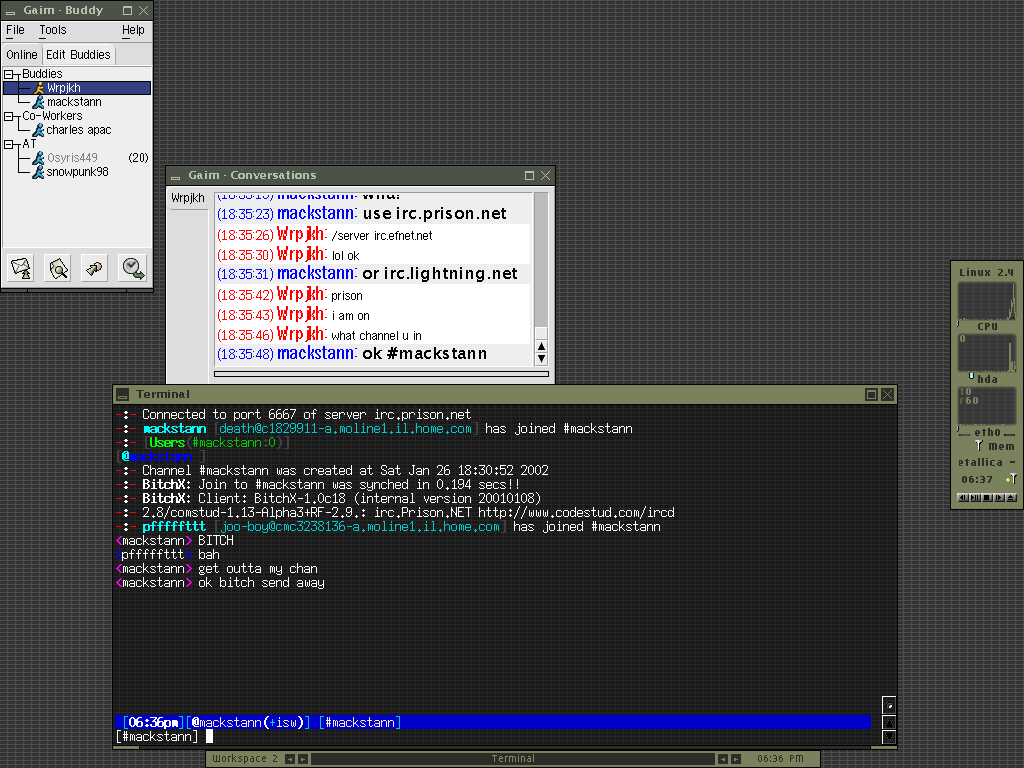 Gaim - Buddy
File Tools Help
Online Edit Buddies
Buddies
Wrpjkh
mackstann
Co-Workers
charles apac
AT
Osyris449 (20)
snowpunk98
Gaim - Conversations
Wrpjkh
(18:35:23) mackstann: use irc.prison.net
(18:35:26) Wrpjkh: /server irc.efnet.net
(18:35:30) Wrpjkh: lol ok
(18:35:31) mackstann: or irc.lightning.net
(18:35:42) Wrpjkh: prison
(18:35:43) Wrpjkh: i am on
(18:35:46) Wrpjkh: what channel u in
(18:35:48) mackstann: ok #mackstann
Terminal
-:- Connected to port 6667 of server irc.prison.net
-:- mackstann [death@c1829911-a.moline1.il.home.com] has joined #mackstann
-:- [Users(#mackstann:0)]
[@mackstann ]
-:- Channel #mackstann was created at Sat Jan 26 18:30:52 2002
-:- BitchX: Join to #mackstann was synched in 0.194 secs!!
-:- BitchX: Client: BitchX-1.0c18 (internal version 20010108)
-:- 2.8/comstud-1.13-Alpha3+RF-2.9.: irc.Prison.NET http://www.codestud.com/ircd
-:- pfffffttt [joo-boy@cmc3238136-a.moline1.il.home.com] has joined #mackstann
<mackstann> BITCH
<pfffffttt> bah
<mackstann> get outta my chan
<mackstann> ok bitch send away
[06:36pm][@mackstann(+isw)] [#mackstann]
[#mackstann]
Linux 2.4
CPU
0
hda
r0
r60
eth0
Mem
etallica -
06:37
Workspace 2 Terminal 06:36 PM